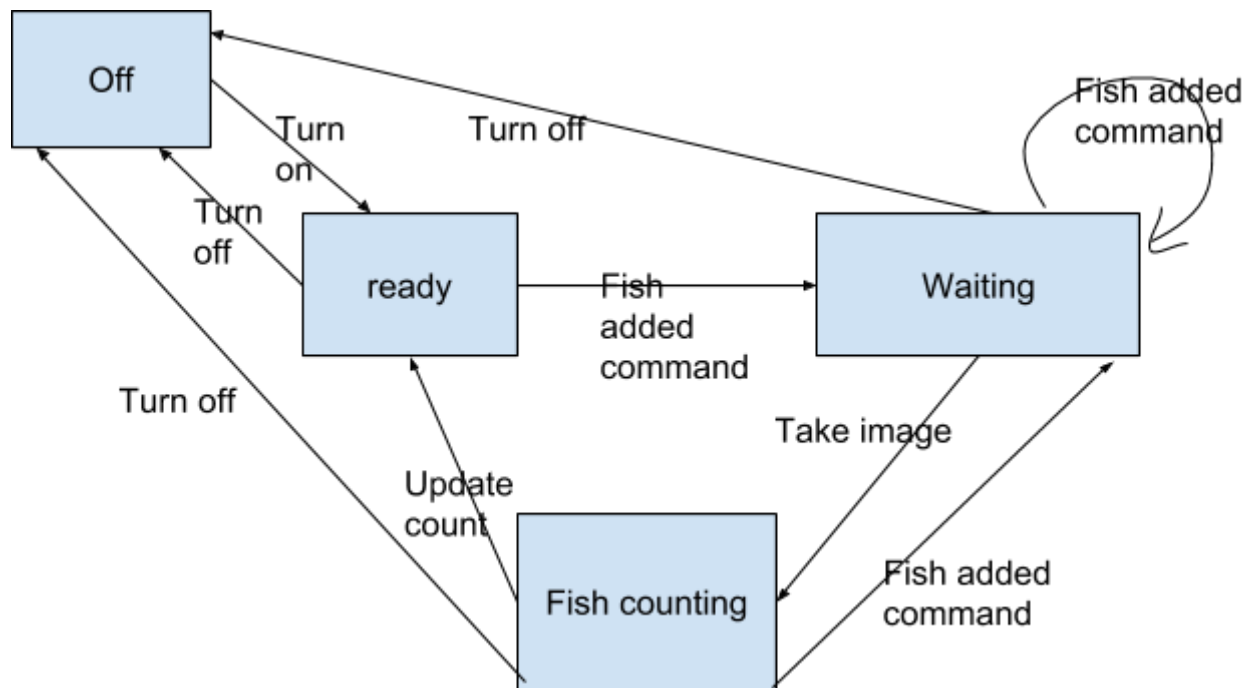 Off
Turn
on
Turn off
Fish added
command
Turn
off
ready
Fish
added
command
Waiting
Turn off
Take image
Update
count
Fish counting
Fish added
command